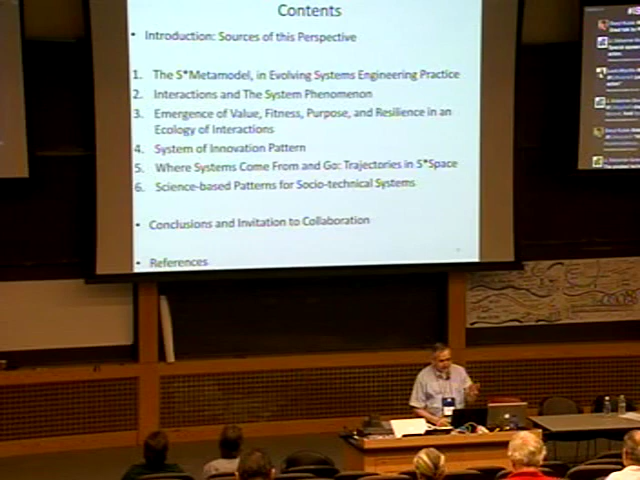 Contents
• Introduction: Sources of this Perspective
1. The S*Metamodel, in Evolving Systems Engineering Practice
2. Interactions and The System Phenomenon
3. Emergence of Value, Fitness, Purpose, and Resilience in an
Ecology of Interactions
4. System of Innovation Pattern
5. Where Systems Come From and Go: Trajectories in S*Space
6. Science-based Patterns for Socio-technical Systems
• Conclusions and Invitation to Collaboration
• References